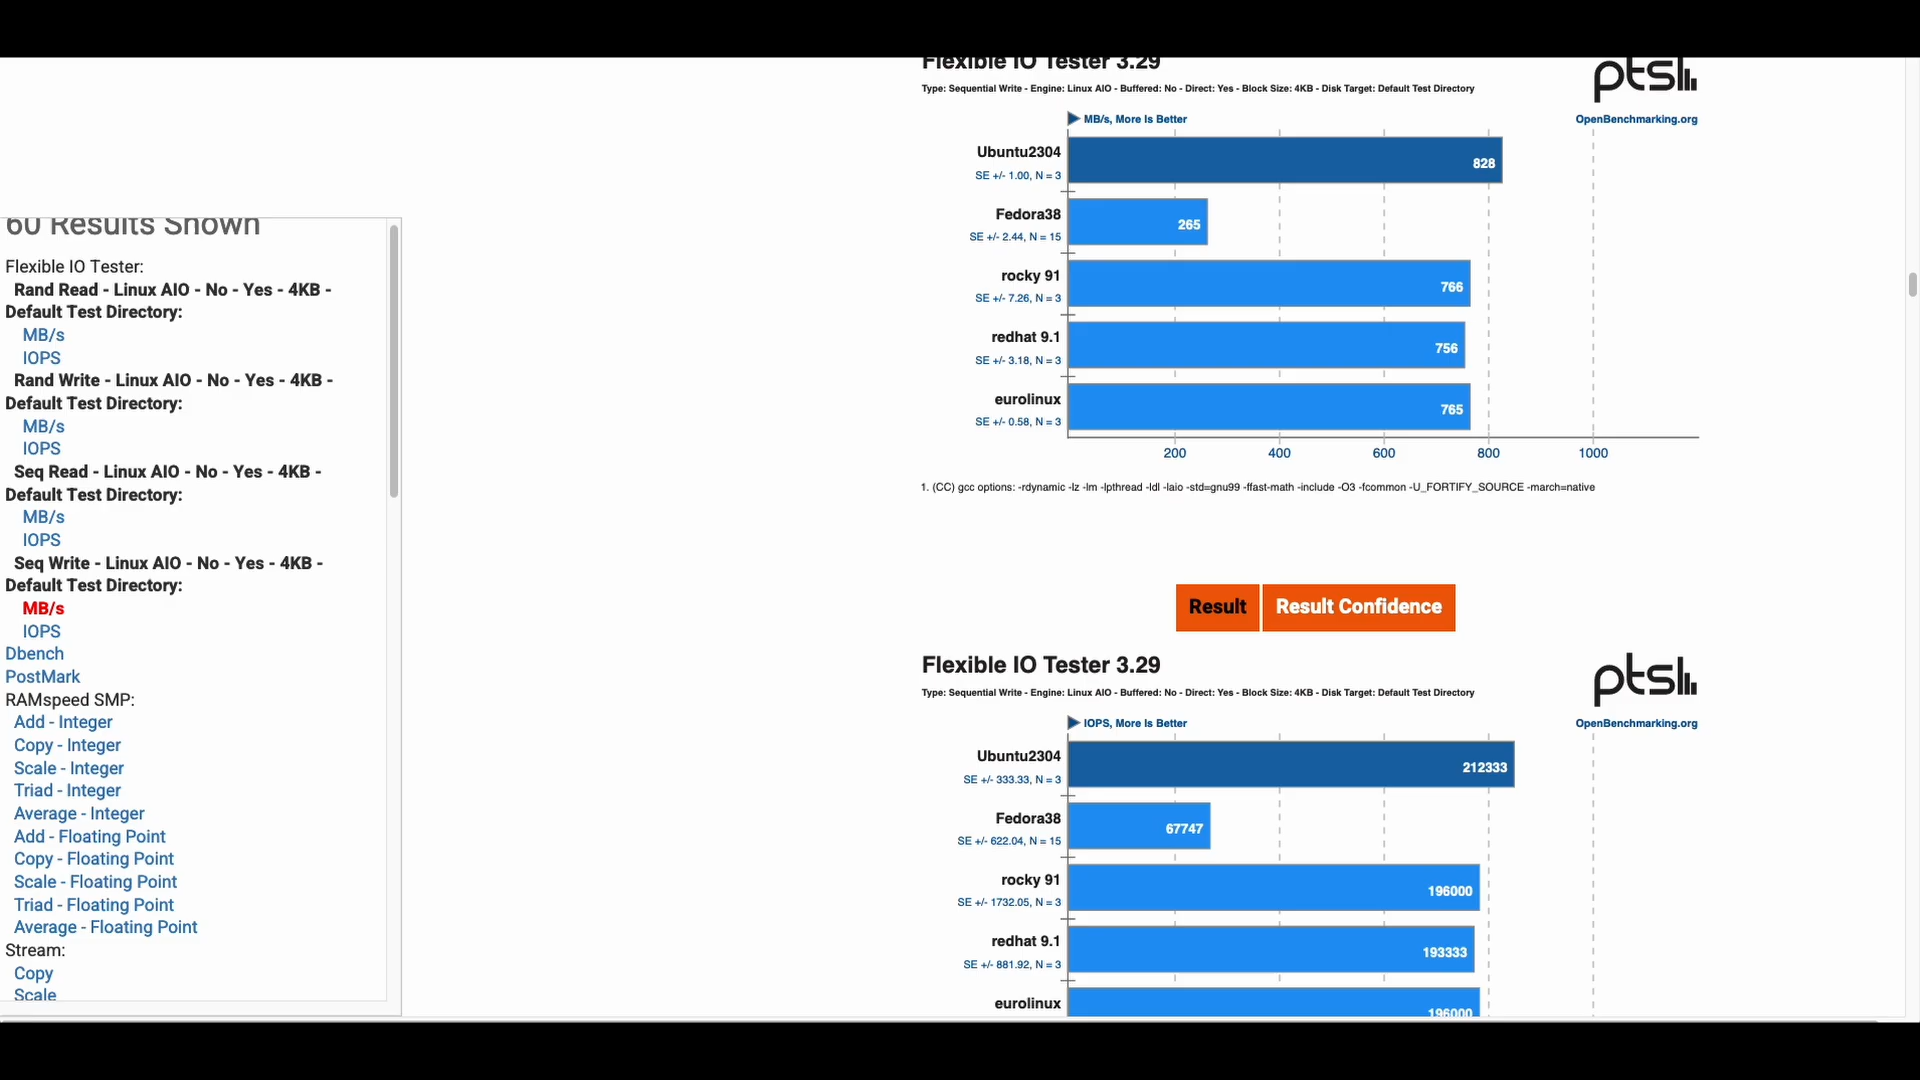 60 Results Shown
Flexible IO Tester:
Rand Read - Linux AIO - No - Yes - 4KB -
Default Test Directory:
MB/s
IOPS
Rand Write - Linux AIO - No - Yes - 4KB -
Default Test Directory:
MB/s
IOPS
Seq Read - Linux AIO - No - Yes - 4KB -
Default Test Directory:
MB/s
IOPS
Seq Write - Linux AIO - No - Yes - 4KB -
Default Test Directory:
MB/s
IOPS
Dbench
PostMark
RAMspeed SMP:
Add - Integer
Copy - Integer
Scale - Integer
Triad - Integer
Average - Integer
Add - Floating Point
Copy - Floating Point
Scale - Floating Point
Triad - Floating Point
Average - Floating Point
Stream:
Copy
Scale
Flexible IO Tester 3.29
ptsl
Type: Sequential Write - Engine: Linux AIO - Buffered: No - Direct: Yes - Block Size: 4KB - Disk Target: Default Test Directory
MB/s, More Is Better
OpenBenchmarking.org
Ubuntu2304
SE +/- 1.00, N = 3
828
Fedora38
SE +/- 2.44, N = 15
265
rocky 91
SE +/- 7.26, N = 3
766
redhat 9.1
SE +/- 3.18, N = 3
756
eurolinux
SE +/- 0.58, N = 3
765
200 400 600 800 1000
1. (CC) gcc options: -rdynamic -lz -lm -lpthread -ldl -laio -std=gnu99 -ffast-math -include -O3 -fcommon -U_FORTIFY_SOURCE -march=native
Result Result Confidence
Flexible IO Tester 3.29
ptsl
Type: Sequential Write - Engine: Linux AIO - Buffered: No - Direct: Yes - Block Size: 4KB - Disk Target: Default Test Directory
IOPS, More Is Better
OpenBenchmarking.org
Ubuntu2304
SE +/- 333.33, N = 3
212333
Fedora38
SE +/- 622.04, N = 15
67747
rocky 91
SE +/- 1732.05, N = 3
196000
redhat 9.1
SE +/- 881.92, N = 3
193333
eurolinux
196000